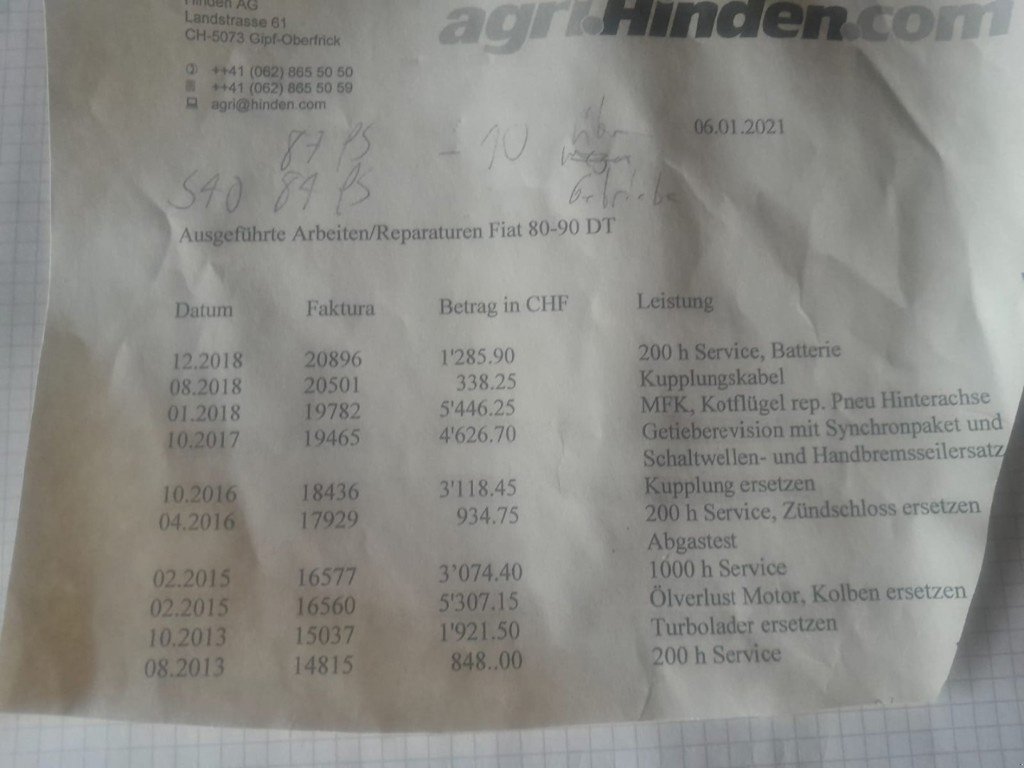 Hinden AG
Landstrasse 61
CH-5073 Gipf-Oberfrick
agri.Hinden.com
++41 (062) 865 50 50
++41 (062) 865 50 59
agri@hinden.com
06.01.2021
87 PS - 10
540 84 PS Getriebe
Ausgeführte Arbeiten/Reparaturen Fiat 80-90 DT
Datum Faktura Betrag in CHF Leistung
12.2018 20896 1'285.90 200 h Service, Batterie
08.2018 20501 338.25 Kupplungskabel
01.2018 19782 5'446.25 MFK, Kotflügel rep. Pneu Hinterachse
10.2017 19465 4'626.70 Getieberevision mit Synchronpaket und
Schaltwellen- und Handbremsseilersatz
10.2016 18436 3'118.45 Kupplung ersetzen
04.2016 17929 934.75 200 h Service, Zündschloss ersetzen
Abgastest
02.2015 16577 3’074.40 1000 h Service
02.2015 16560 5'307.15 Ölverlust Motor, Kolben ersetzen
10.2013 15037 1'921.50 Turbolader ersetzen
08.2013 14815 848..00 200 h Service